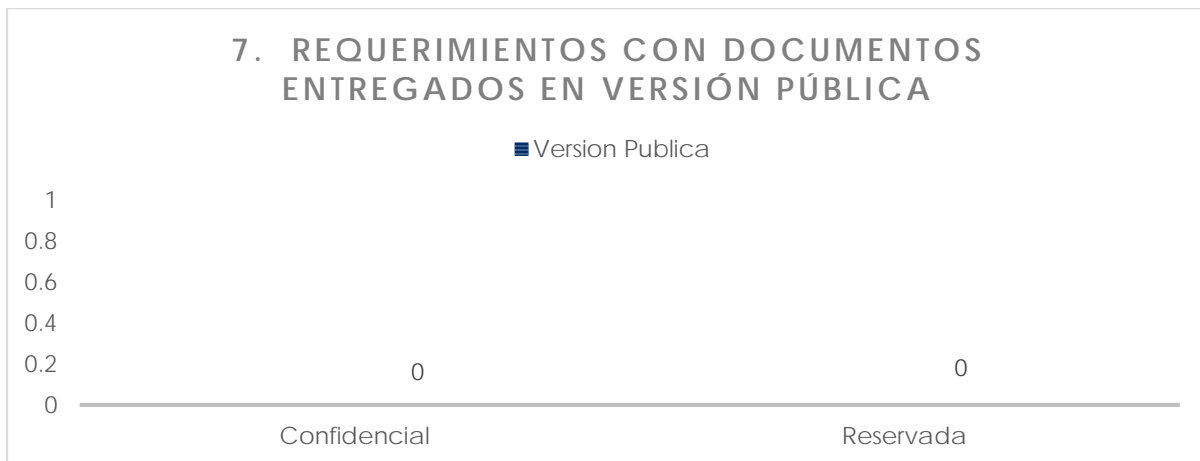 7. REQUERIMIENTOS CON DOCUMENTOS
ENTREGADOS EN VERSIÓN PÚBLICA
Version Publica
1
0.8
0.6
0.4
0.2
0
0
0
Confidencial
Reservada